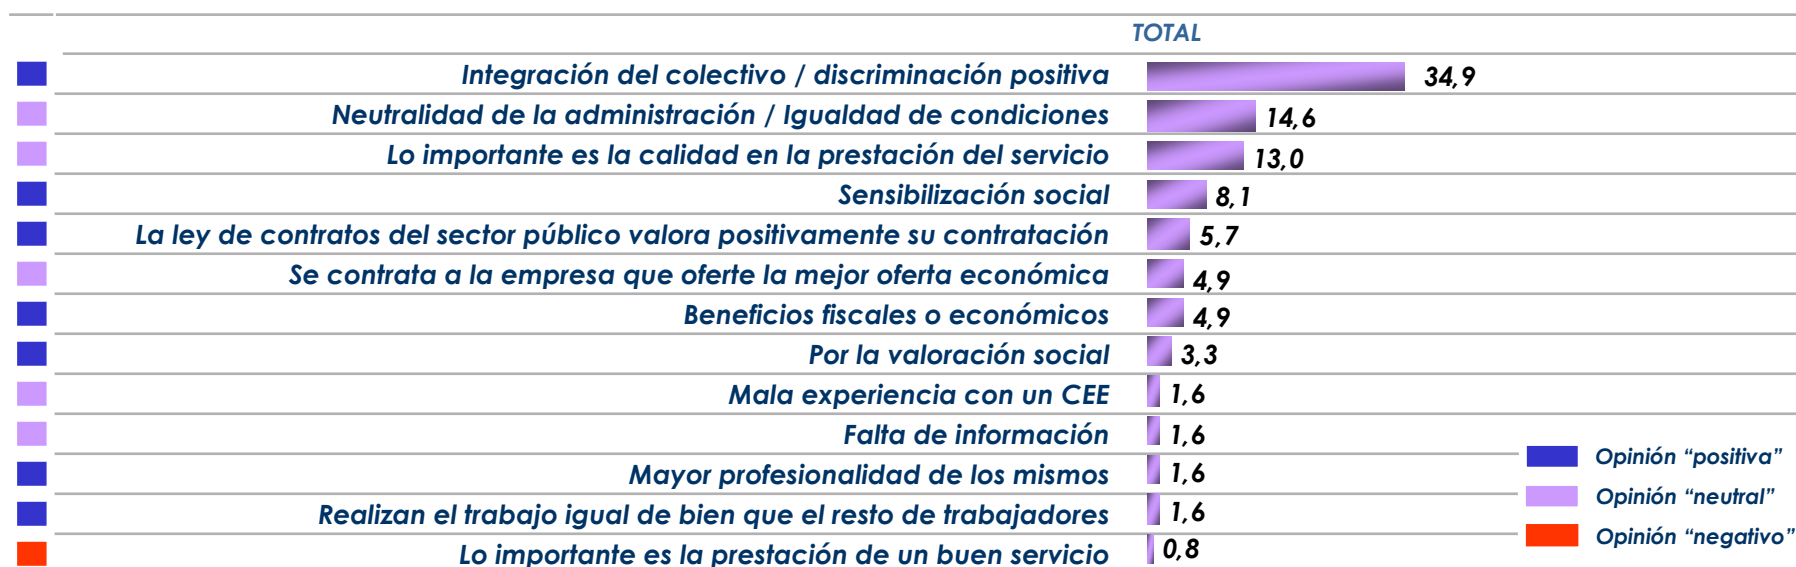 TOTAL
Integración del colectivo / discriminación positiva 34,9
Neutralidad de la administración / Igualdad de condiciones 14,6
Lo importante es la calidad en la prestación del servicio 13,0
Sensibilización social 8,1
La ley de contratos del sector público valora positivamente su contratación 5,7
Se contrata a la empresa que oferte la mejor oferta económica 4,9
Beneficios fiscales o económicos 4,9
Por la valoración social 3,3
Mala experiencia con un CEE 1,6
Falta de información 1,6
Mayor profesionalidad de los mismos 1,6
Realizan el trabajo igual de bien que el resto de trabajadores 1,6
Lo importante es la prestación de un buen servicio 0,8
Opinión “positiva”
Opinión “neutral”
Opinión “negativo”